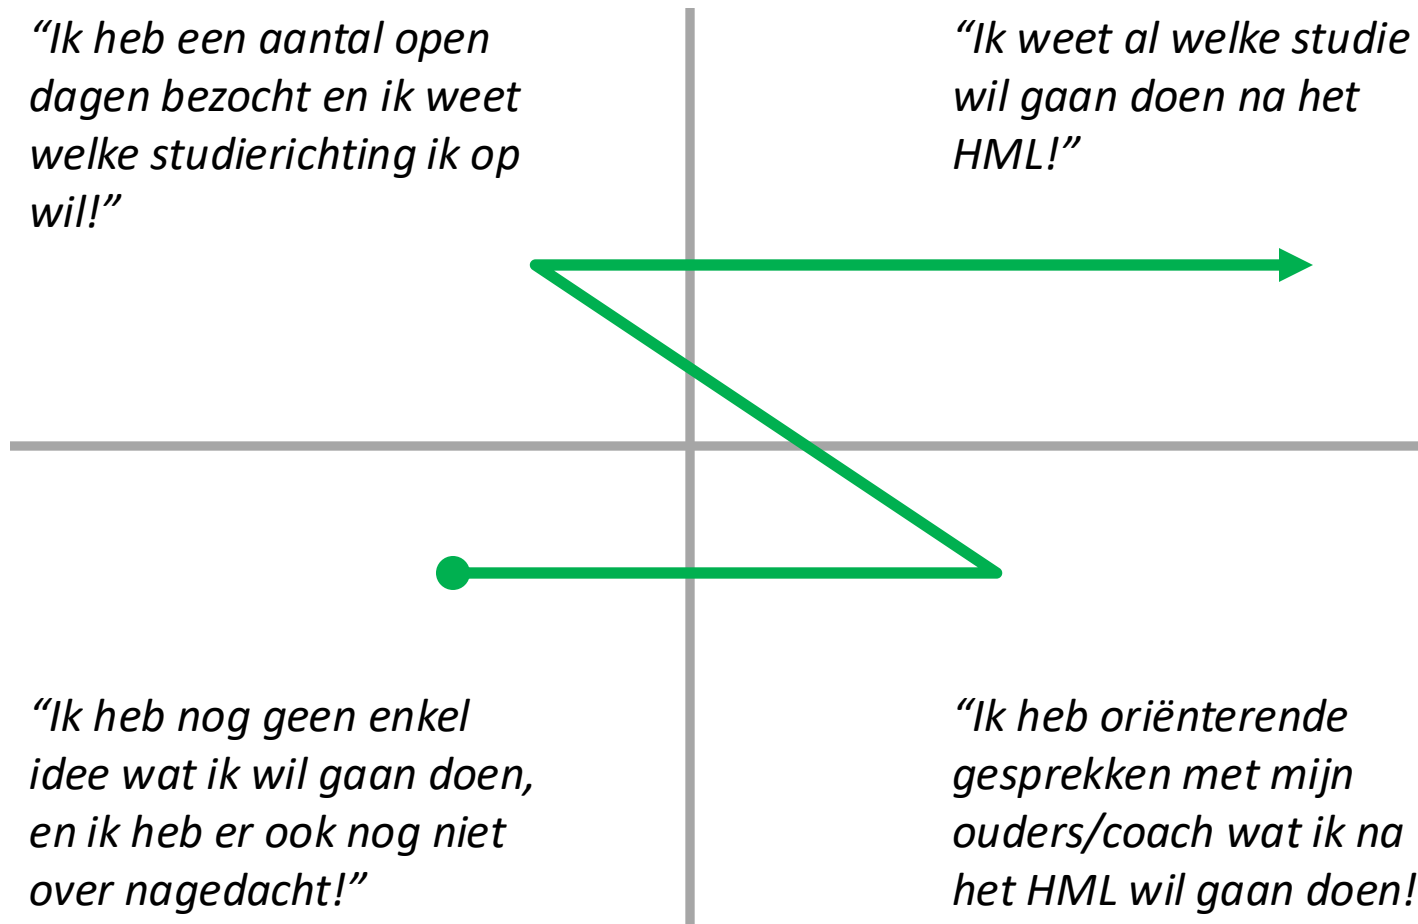 “Ik heb een aantal open
dagen bezocht en ik weet
welke studierichting ik op
wil!”
“Ik weet al welke studie
wil gaan doen na het
HML!”
“Ik heb nog geen enkel
idee wat ik wil gaan doen,
en ik heb er ook nog niet
over nagedacht!”
“Ik heb oriënterende
gesprekken met mijn
ouders/coach wat ik na
het HML wil gaan doen!